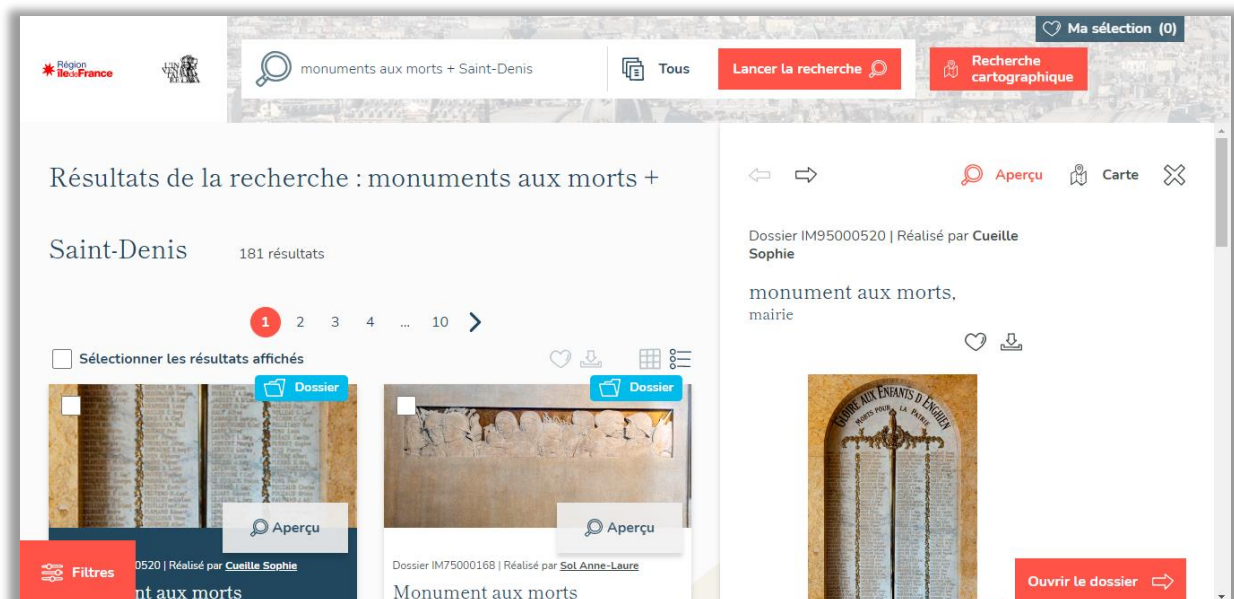 Ma sélection (0)
Région
îledeFrance
monuments aux morts + Saint-Denis
Tous
Lancer la recherche
Recherche
cartographique
Résultats de la recherche : monuments aux morts +
Saint-Denis
181 résultats
1 2 3 4 ... 10
Sélectionner les résultats affichés
Dossier
Aperçu
0520 | Réalisé par Cueille Sophie
nt aux morts
Filtres
Dossier
Aperçu
Dossier IM75000168 | Réalisé par Sol Anne-Laure
Monument aux morts
Aperçu
Carte
Dossier IM95000520 | Réalisé par Cueille
Sophie
monument aux morts,
mairie
GLOIRE AUX ENFANTS D'ENGHIEN
MORTS POUR LA PATRIE
Ouvrir le dossier